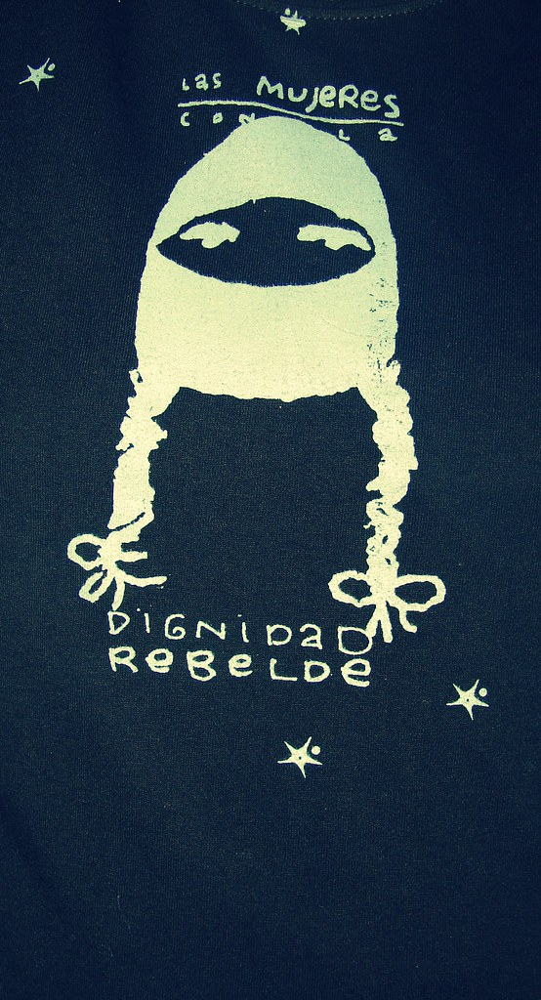 Las MUJeRes
CON La
DiGNiDaD
ReBeLDe